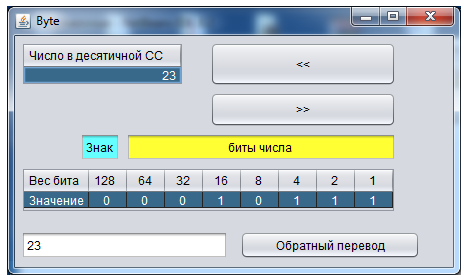 Byte
Число в десятичной СС
23
<<
>>
Знак биты числа
Вес бита 128 64 32 16 8 4 2 1
Значение 0 0 0 1 0 1 1 1
23 Обратный перевод